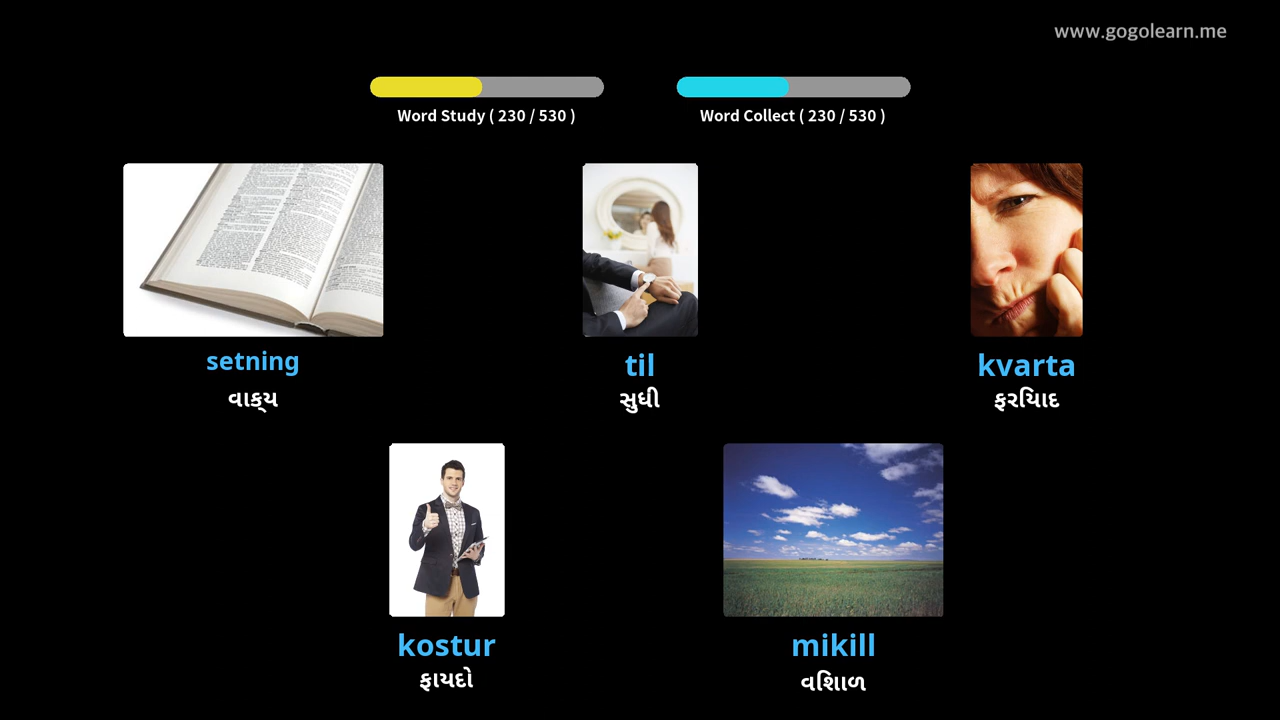 www.gogolearn.me
Word Study ( 230 / 530 )
Word Collect ( 230 / 530 )
setning
til
kvarta
વાક્ય
સુધી
ફરિયાદ
kostur
mikill
ફાયદો
વિશાળ